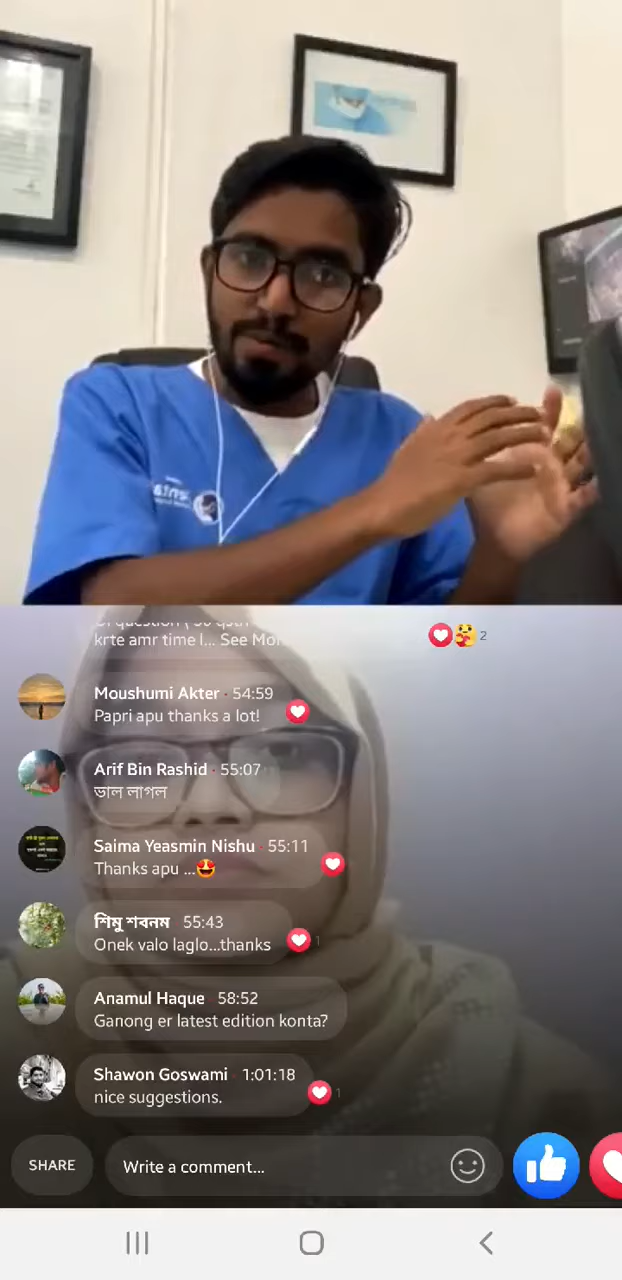 krte amr time l... See Mor
2
Moushumi Akter · 54:59
Papri apu thanks a lot!
Arif Bin Rashid · 55:07
ভাল লাগল
Saima Yeasmin Nishu · 55:11
Thanks apu ...😍
শিমু শবনম 55:43
Onek valo laglo...thanks
1
Anamul Haque 58:52
Ganong er latest edition konta?
Shawon Goswami · 1:01:18
nice suggestions.
1
SHARE
Write a comment...